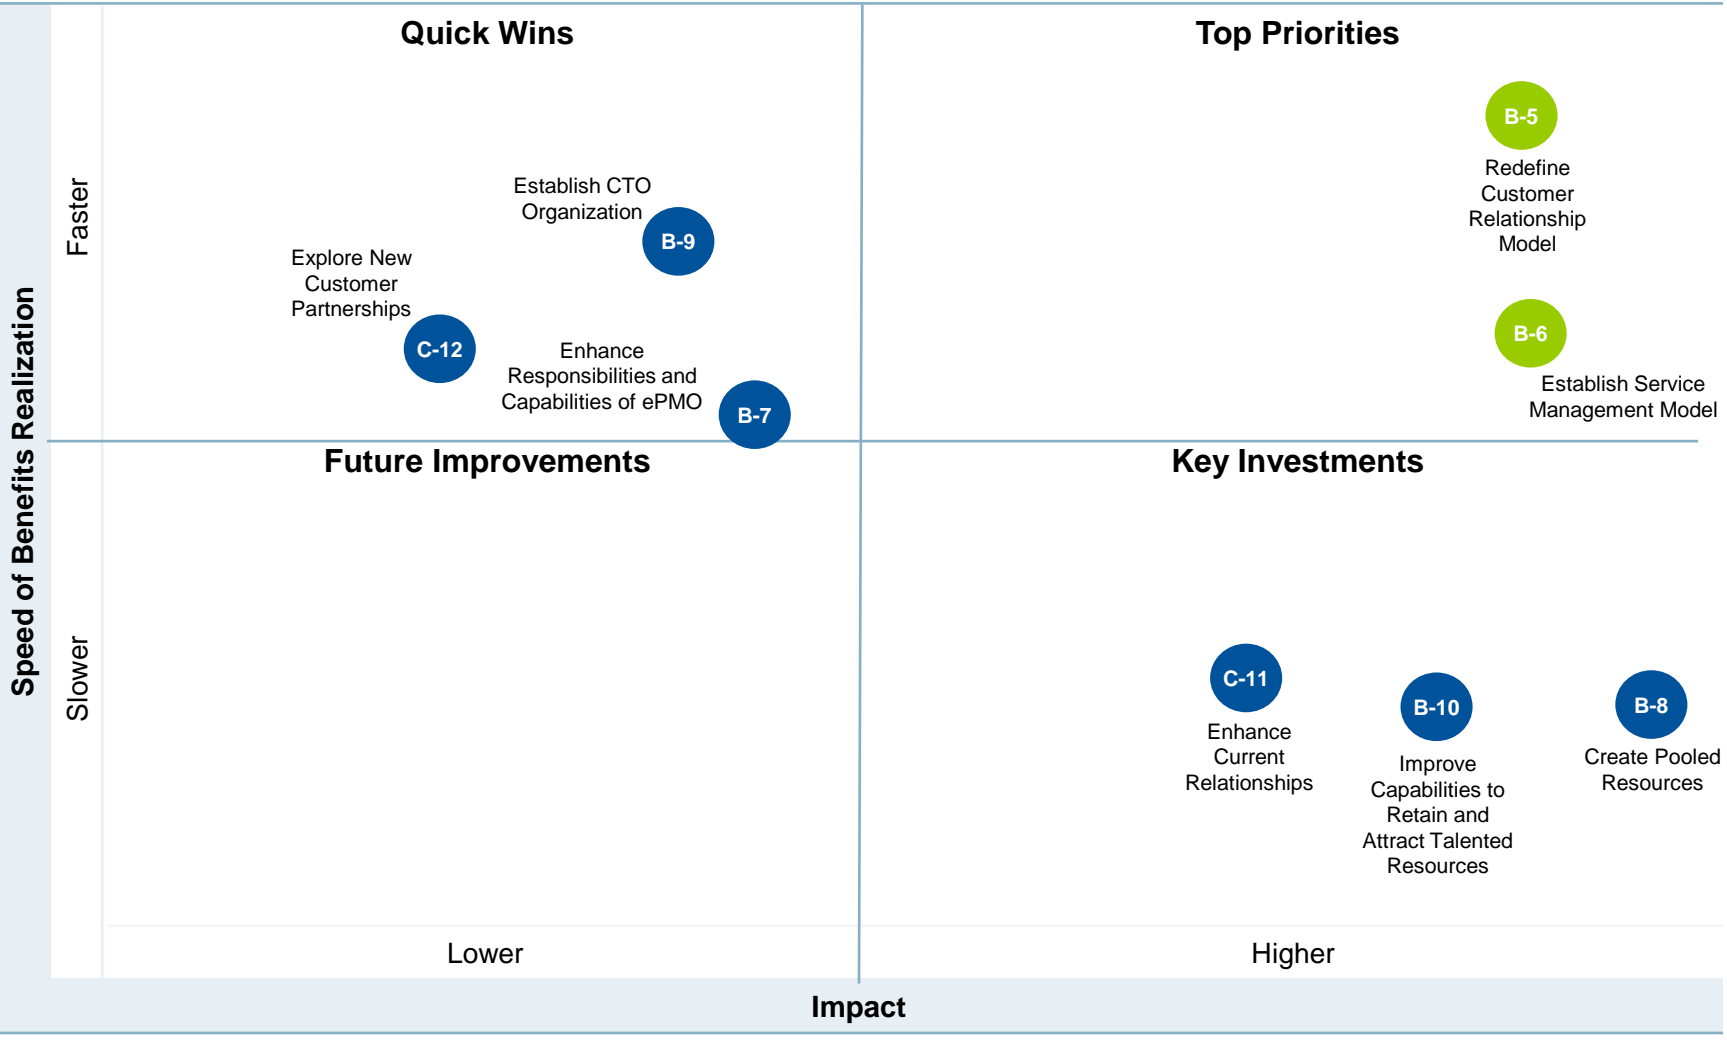 Quick Wins
Top Priorities
B-5
Redefine
Customer
Relationship
Model
Establish CTO
Organization
B-9
Explore New
Customer
Partnerships
C-12
Enhance
Responsibilities and
Capabilities of ePMO
B-7
B-6
Establish Service
Management Model
Faster
Speed of Benefits Realization
Slower
Future Improvements
Key Investments
C-11
Enhance
Current
Relationships
B-10
Improve
Capabilities to
Retain and
Attract Talented
Resources
B-8
Create Pooled
Resources
Lower
Higher
Impact